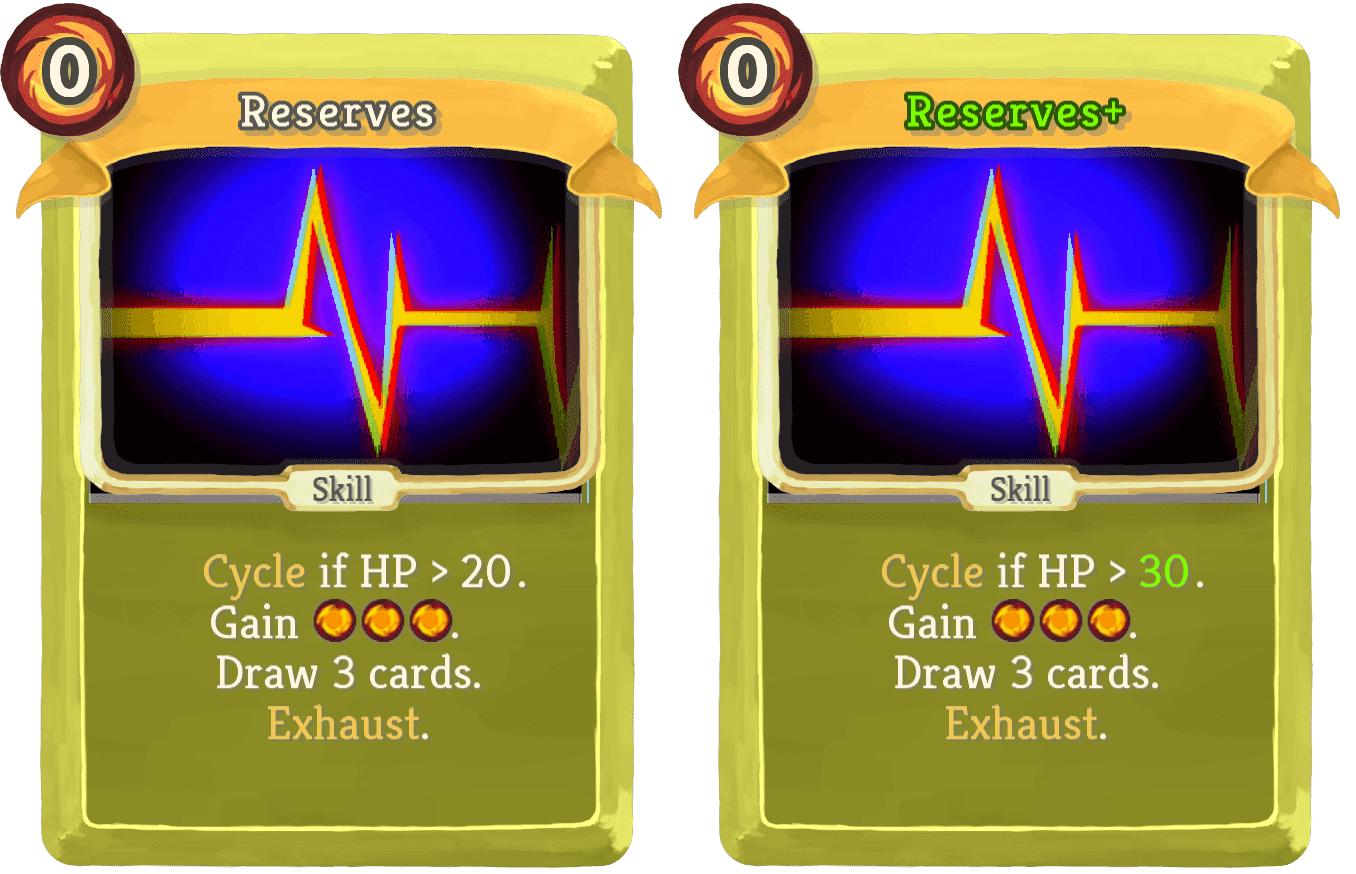 0
Reserves
Skill
Cycle if HP > 20.
Gain .
Draw 3 cards.
Exhaust.
0
Reserves+
Skill
Cycle if HP > 30.
Gain .
Draw 3 cards.
Exhaust.